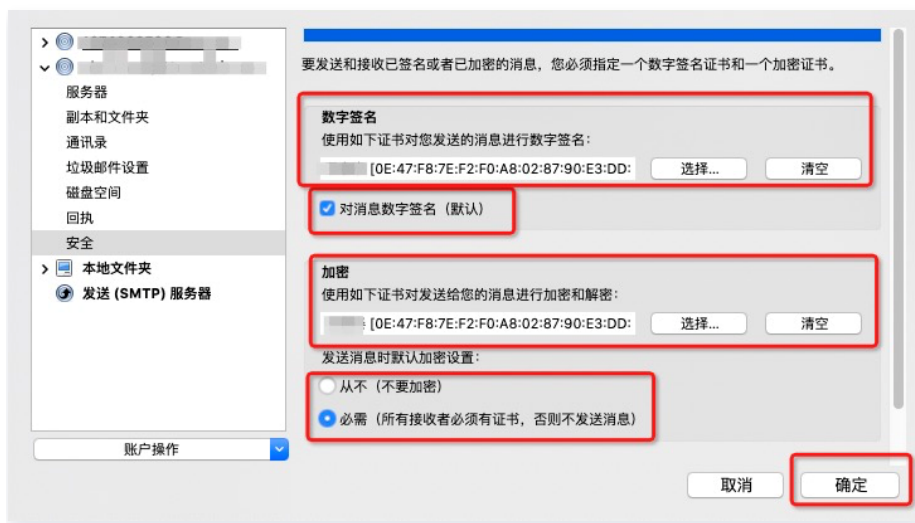 要发送和接收已签名或者已加密的消息，您必须指定一个数字签名证书和一个加密证书。
服务器
副本和文件夹
通讯录
垃圾邮件设置
磁盘空间
回执
安全
本地文件夹
发送 (SMTP) 服务器
账户操作
数字签名
使用如下证书对您发送的消息进行数字签名：
[0E:47:F8:7E:F2:F0:A8:02:87:90:E3:DD: 选择... 清空
对消息数字签名（默认）
加密
使用如下证书对发送给您的消息进行加密和解密：
[0E:47:F8:7E:F2:F0:A8:02:87:90:E3:DD: 选择... 清空
发送消息时默认加密设置：
从不（不要加密）
必需（所有接收者必须有证书，否则不发送消息）
取消 确定